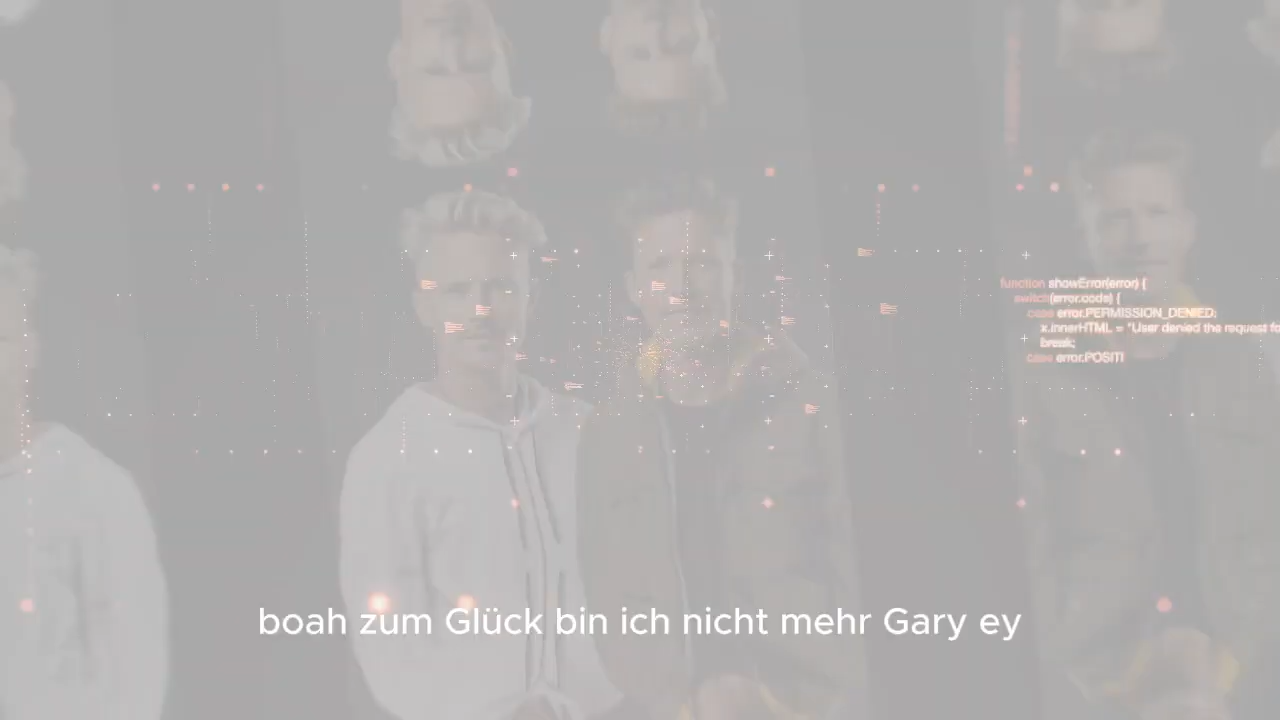 function showError(error) {
switch(error.code) {
case error.PERMISSION_DENIED:
x.innerHTML = "User denied the request fo
break;
case error.POSITI
boah zum Glück bin ich nicht mehr Gary ey